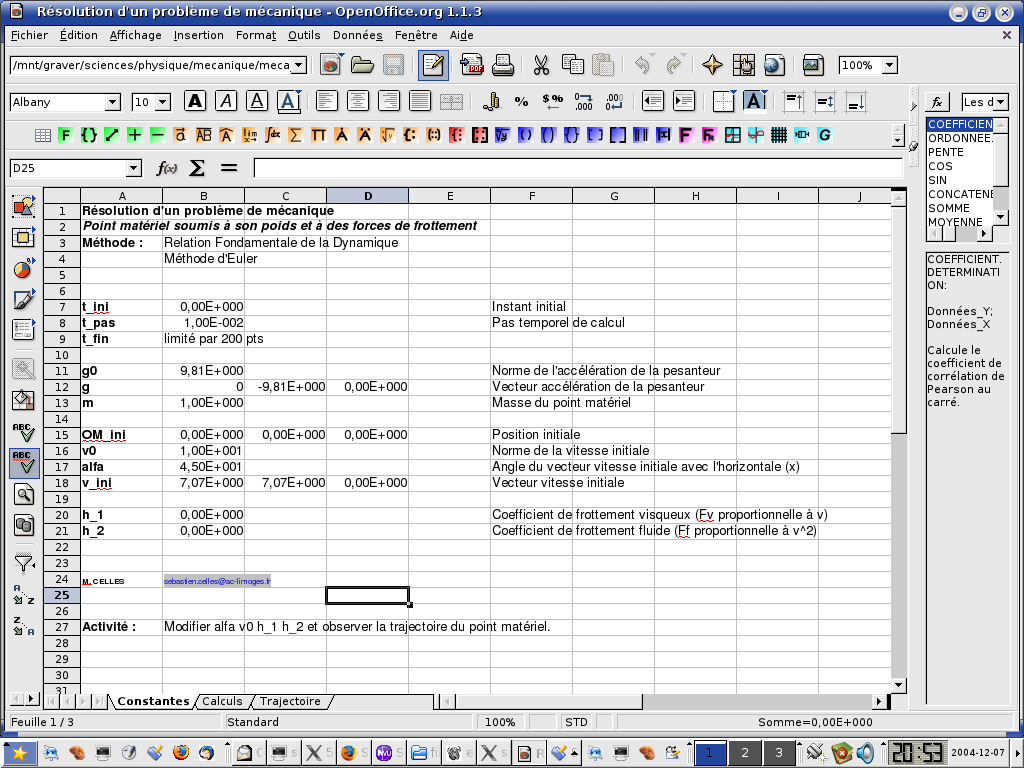 Résolution d'un problème de mécanique - OpenOffice.org 1.1.3
Fichier Édition Affichage Insertion Format Outils Données Fenêtre Aide
/mnt/graver/sciences/physique/mecanique/meca 100%
Albany 10 Les d
D25
COEFFICIEN
ORDONNEE.
PENTE
COS
SIN
CONCATENE
SOMME
MOYENNE
COEFFICIENT.
DETERMINATI
ON:
Données_Y;
Données_X
Calcule le
coefficient de
corrélation de
Pearson au
carré.
A B C D E F G H I J
1 Résolution d'un problème de mécanique
2 Point matériel soumis à son poids et à des forces de frottement
3 Méthode : Relation Fondamentale de la Dynamique
4 Méthode d'Euler
5
6
7 t_ini 0,00E+000 Instant initial
8 t_pas 1,00E-002 Pas temporel de calcul
9 t_fin limité par 200 pts
10
11 g0 9,81E+000 Norme de l'accélération de la pesanteur
12 g 0 -9,81E+000 0,00E+000 Vecteur accélération de la pesanteur
13 m 1,00E+000 Masse du point matériel
14
15 OM_ini 0,00E+000 0,00E+000 0,00E+000 Position initiale
16 v0 1,00E+001 Norme de la vitesse initiale
17 alfa 4,50E+001 Angle du vecteur vitesse initiale avec l'horizontale (x)
18 v_ini 7,07E+000 7,07E+000 0,00E+000 Vecteur vitesse initiale
19
20 h_1 0,00E+000 Coefficient de frottement visqueux (Fv proportionelle à v)
21 h_2 0,00E+000 Coefficient de frottement fluide (Ff proportionelle à v^2)
22
23
24 M.CELLES sebastien.celles@ac-limoges.fr
25
26
27 Activité : Modifier alfa v0 h_1 h_2 et observer la trajectoire du point matériel.
28
29
30
31
Constantes Calculs Trajectoire
Feuille 1 / 3 Standard 100% STD Somme=0,00E+000
1 2 3 20:53 2004-12-07